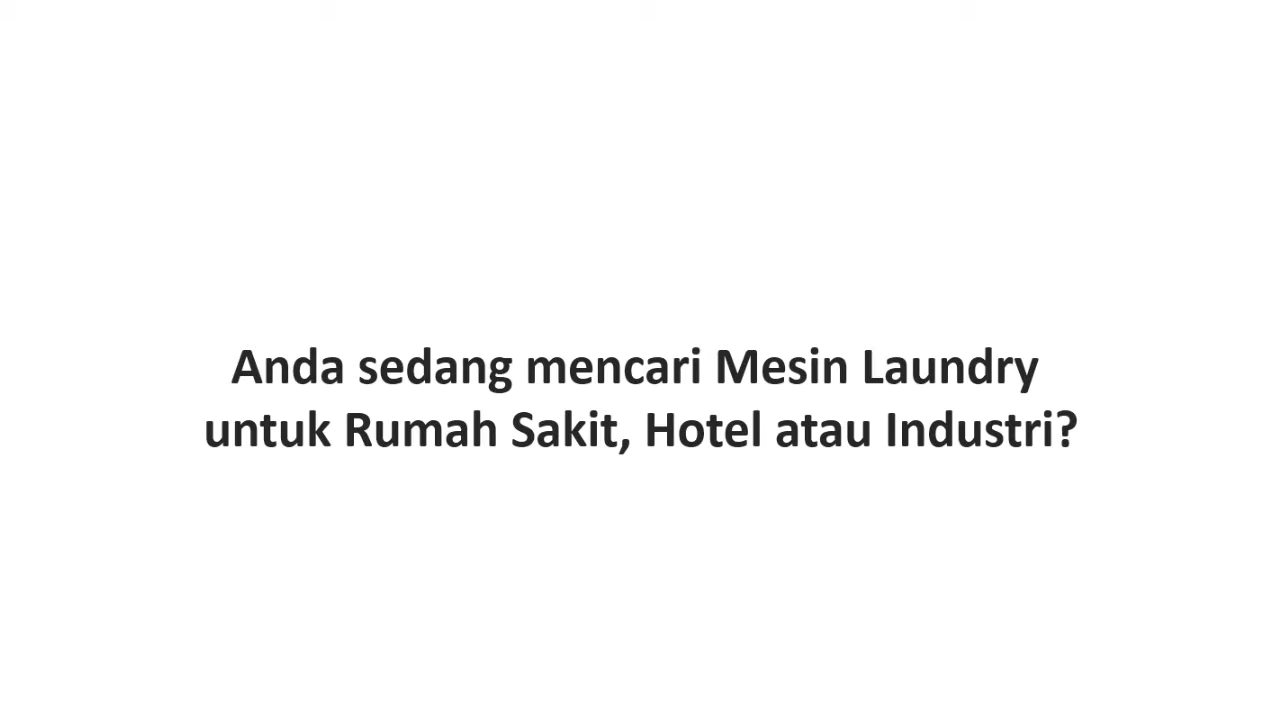 Anda sedang mencari Mesin Laundry
untuk Rumah Sakit, Hotel atau Industri?